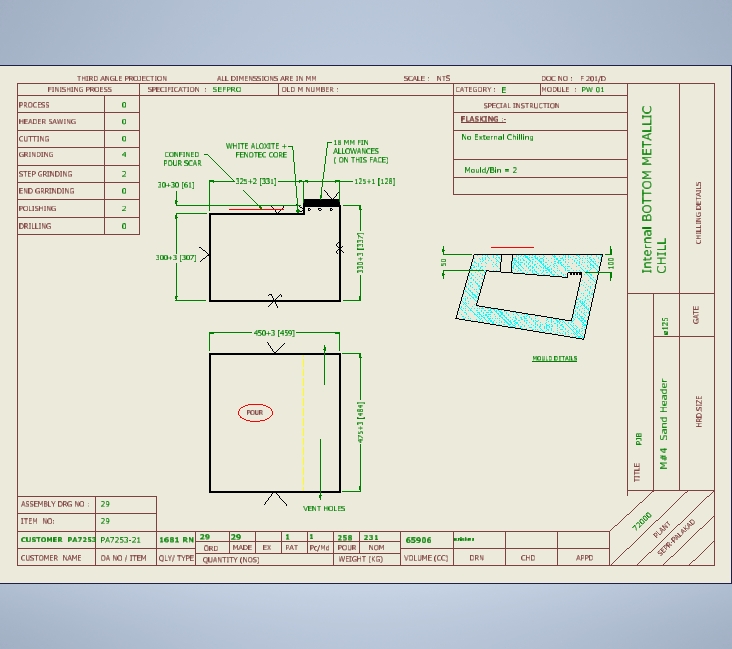 THIRD ANGLE PROJECTION ALL DIMENSSIONS ARE IN MM SCALE : NTS DOC NO : F 201/D
FINISHING PROESS SPECIFICATION : SEFPRO OLD M NUMBER : CATEGORY : E MODULE : PW 01
PROCESS 0
HEADER SAWING 0
CUTTING 0
GRINDING 4
STEP GRINDING 2
END GRRINDING 0
POLISHING 2
DRILLING 0
SPECIAL INSTRUCTION
FLASKING :-
No External Chilling
Mould/Bin = 2
CONFINED
POUR SCAR
WHITE ALOXITE +
FENOTEC CORE
18 MM FIN
ALLOWANCES
( ON THIS FACE)
325+2 [331]
125+1 [128]
30+30 [61]
300+3 [307]
330+3 [337]
50
100
MOULD DETAILS
450+3 [459]
475+3 [484]
POUR
VENT HOLES
Internal BOTTOM METALLIC
CHILL
CHILLING DETAILS
ø125
GATE
TITLE PJB
M#4 Sand Header
HRD SIZE
72000
PLANT
SEPR-PALAKAD
ASSEMBLY DRG NO : 29
ITEM NO: 29
CUSTOMER PA7253 PA7253-21 1681 RN 29 29 1 1 258 231 65906
ORD MADE EX PAT Pc/Md POUR NOM
CUSTOMER NAME DA NO / ITEM QLY/ TYPE QUANTITY (NOS) WEIGHT (KG) VOLUME (CC) DRN CHD APPD